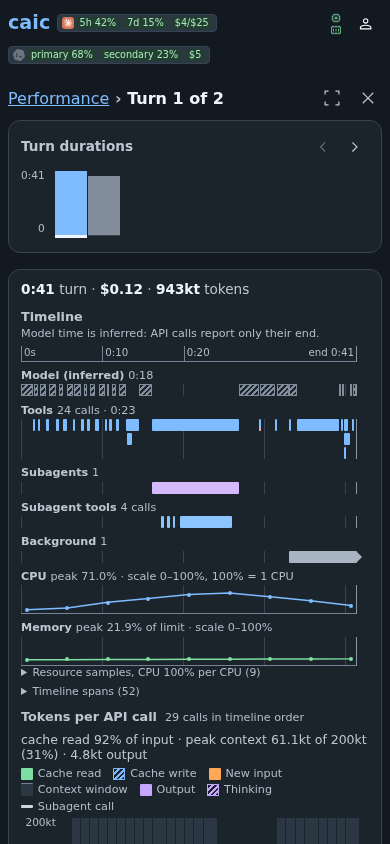 caic 5h 42% 7d 15% $4/$25
primary 68% secondary 23% $5
Performance › Turn 1 of 2
Turn durations
0:41
0
0:41 turn · $0.12 · 943kt tokens
Timeline
Model time is inferred: API calls report only their end.
0s 0:10 0:20 end 0:41
Model (inferred) 0:18
Tools 24 calls · 0:23
Subagents 1
Subagent tools 4 calls
Background 1
CPU peak 71.0% · scale 0–100%, 100% = 1 CPU
Memory peak 21.9% of limit · scale 0–100%
Resource samples, CPU 100% per CPU (9)
Timeline spans (52)
Tokens per API call 29 calls in timeline order
cache read 92% of input · peak context 61.1kt of 200kt
(31%) · 4.8kt output
Cache read Cache write New input
Context window Output Thinking
Subagent call
200kt